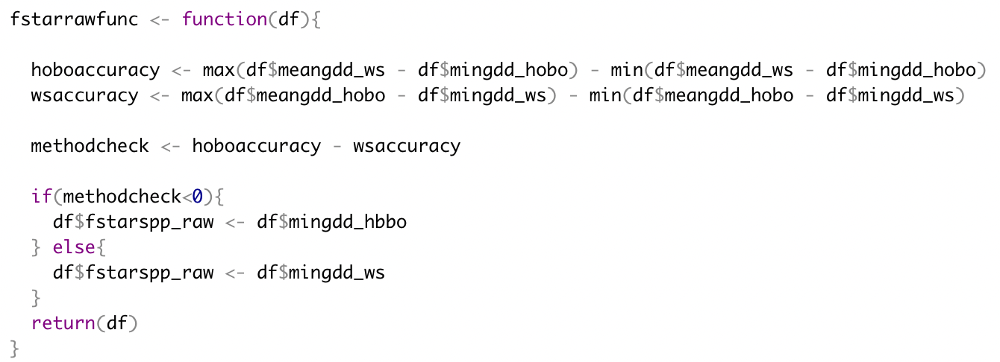 fstarrawfunc <- function(df){
hoboaccuracy <- max(df$meangdd_ws - df$mingdd_hobo) - min(df$meangdd_ws - df$mingdd_hobo)
wsaccuracy <- max(df$meangdd_hobo - df$mingdd_ws) - min(df$meangdd_hobo - df$mingdd_ws)
methodcheck <- hoboaccuracy - wsaccuracy
if(methodcheck<0){
df$fstarspp_raw <- df$mingdd_hbbo
} else{
df$fstarspp_raw <- df$mingdd_ws
}
return(df)
}